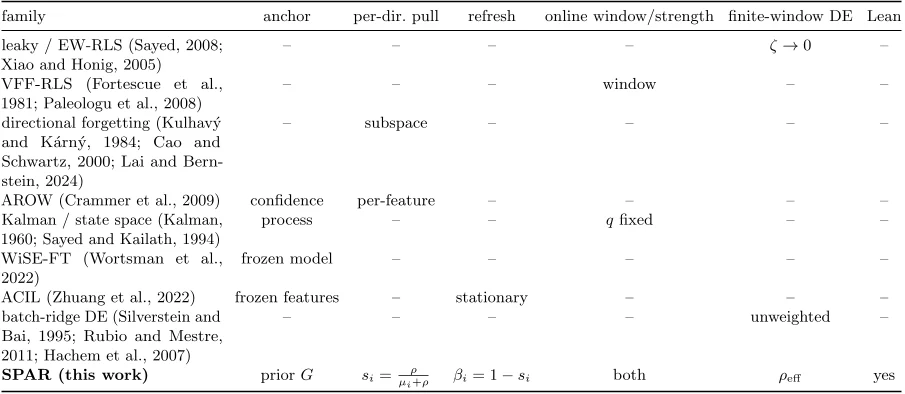 family anchor per-dir. pull refresh online window/strength finite-window DE Lean
leaky / EW-RLS (Sayed, 2008; – – – – ζ → 0 –
Xiao and Honig, 2005)
VFF-RLS (Fortescue et al., – – – window – –
1981; Paleologu et al., 2008)
directional forgetting (Kulhavý – subspace – – – –
and Kárný, 1984; Cao and
Schwartz, 2000; Lai and Bern-
stein, 2024)
AROW (Crammer et al., 2009) confidence per-feature – – – –
Kalman / state space (Kalman, process – – q fixed – –
1960; Sayed and Kailath, 1994)
WiSE-FT (Wortsman et al., frozen model – – – – –
2022)
ACIL (Zhuang et al., 2022) frozen features – stationary – – –
batch-ridge DE (Silverstein and – – – – unweighted –
Bai, 1995; Rubio and Mestre,
2011; Hachem et al., 2007)
SPAR (this work) prior G s_i = ρ/(μ_i+ρ) β_i = 1 − s_i both ρ_eff yes